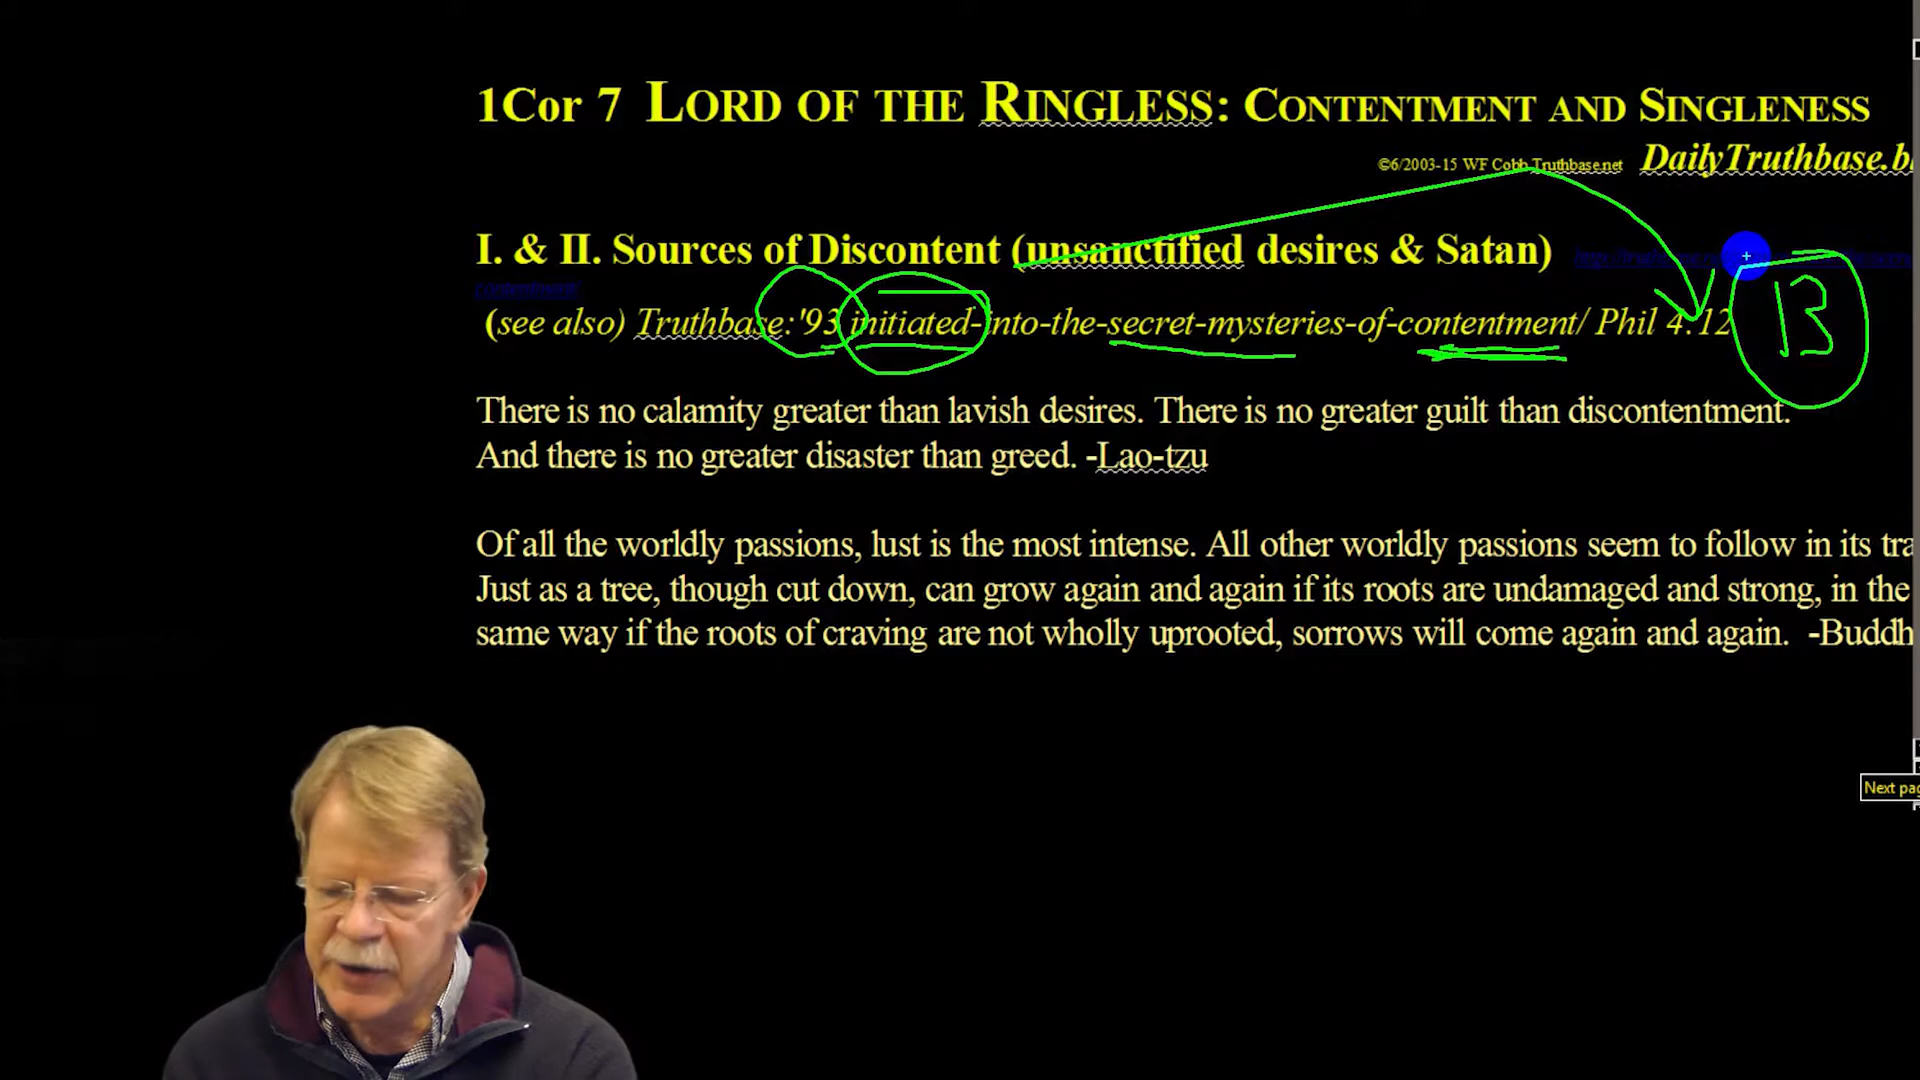 1Cor 7 LORD OF THE RINGLESS: CONTENTMENT AND SINGLENESS
©6/2003-15 WF Cobb Truthbase.net DailyTruthbase.bl
I. & II. Sources of Discontent (unsanctified desires & Satan)
contentment/
(see also) Truthbase:'93 initiated-into-the-secret-mysteries-of-contentment/ Phil 4:12
13
There is no calamity greater than lavish desires. There is no greater guilt than discontentment.
And there is no greater disaster than greed. -Lao-tzu
Of all the worldly passions, lust is the most intense. All other worldly passions seem to follow in its tra
Just as a tree, though cut down, can grow again and again if its roots are undamaged and strong, in the
same way if the roots of craving are not wholly uprooted, sorrows will come again and again. -Buddh
Next pag